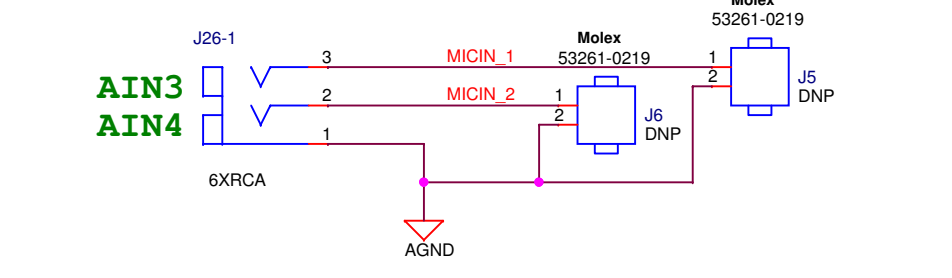 Molex
53261-0219
J26-1
Molex
53261-0219
3
MICIN_1
1
AIN3
2
J5
DNP
2
MICIN_2
1
AIN4
2
J6
DNP
1
6XRCA
AGND